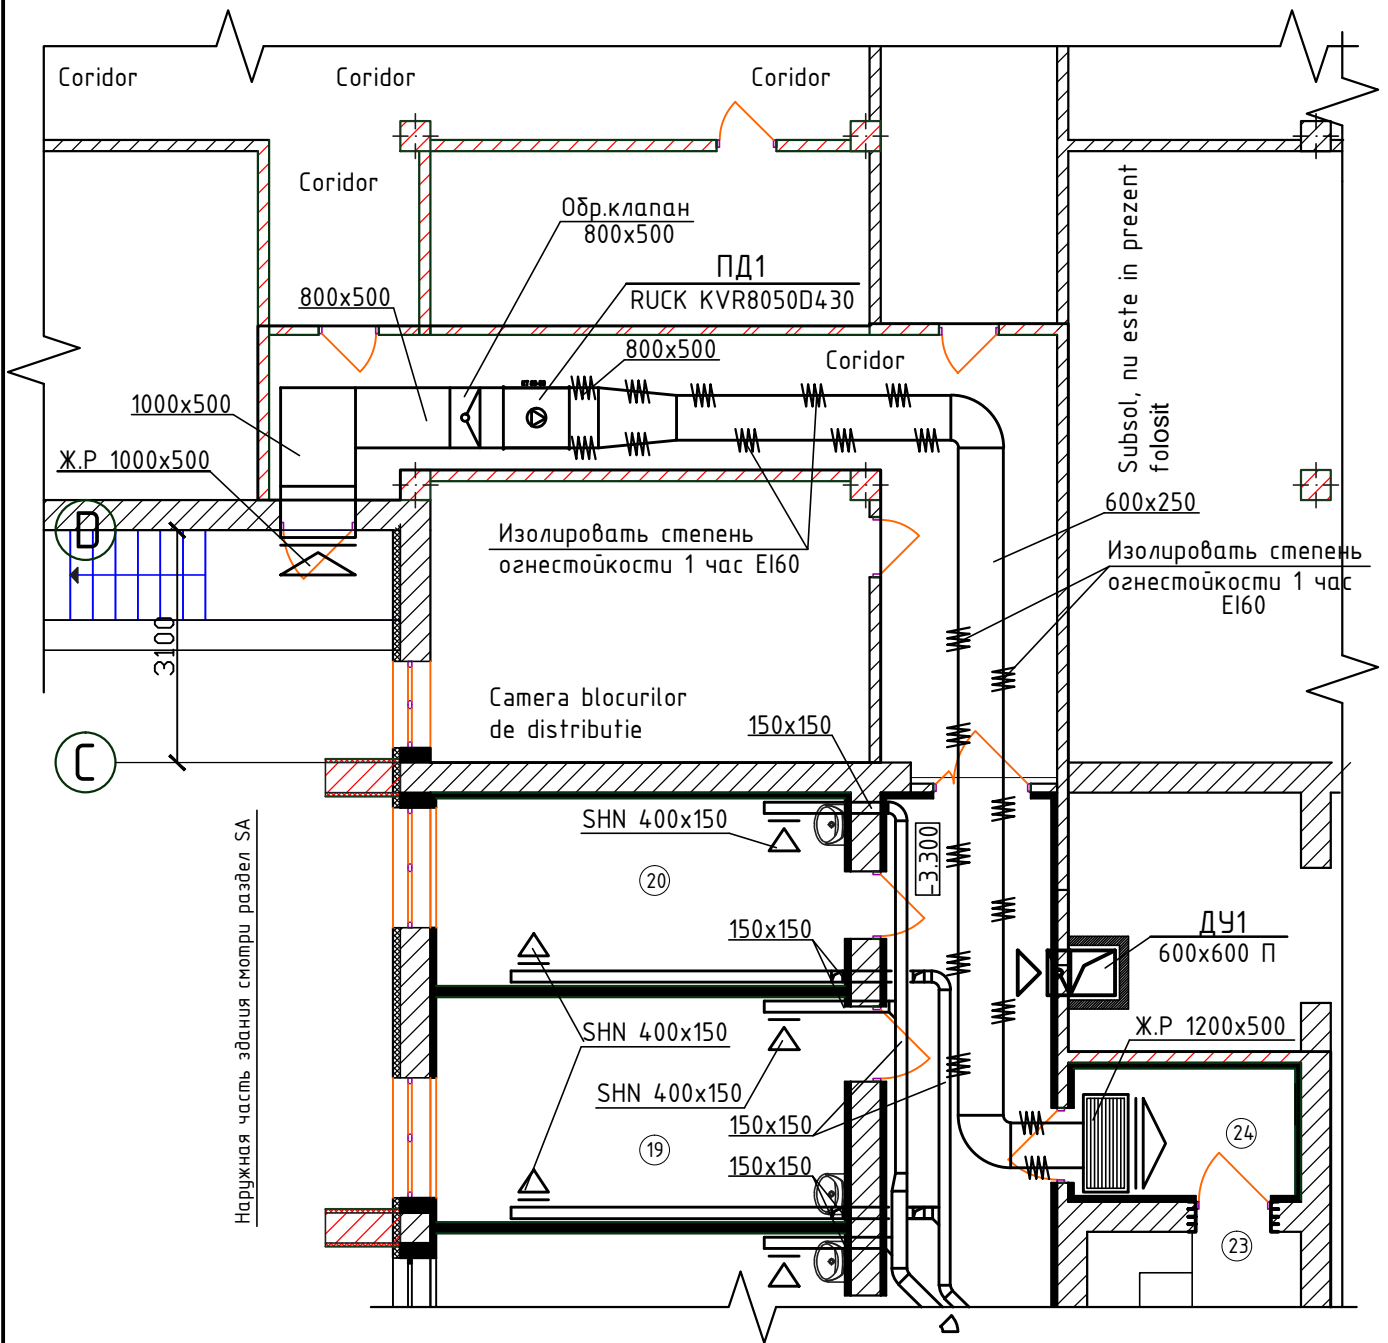 Coridor
Coridor
Coridor
Coridor
Обр.клапан
800x500
ПД1
RUCK KVR8050D430
800x500
800x500
Coridor
Subsol, nu este in prezent
folosit
1000x500
Ж.Р 1000x500
600x250
Изолировать степень
огнестойкости 1 час EI60
Изолировать степень
огнестойкости 1 час
EI60
D
3100
Camera blocurilor
de distributie
150x150
C
SHN 400x150
-3.300
20
Наружная часть здания смотри раздел SA
150x150
ДУ1
600x600 П
SHN 400x150
Ж.Р 1200x500
SHN 400x150
150x150
24
19
150x150
23